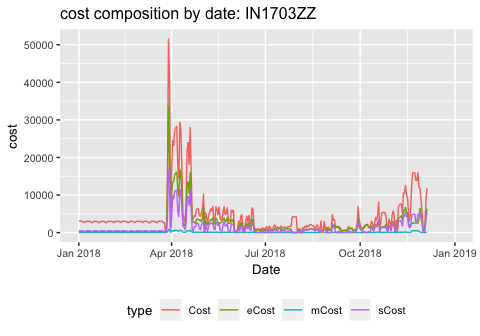 cost composition by date: IN1703ZZ
50000
40000
30000
20000
10000
0
cost
Jan 2018 Apr 2018 Jul 2018 Oct 2018 Jan 2019
Date
type Cost eCost mCost sCost